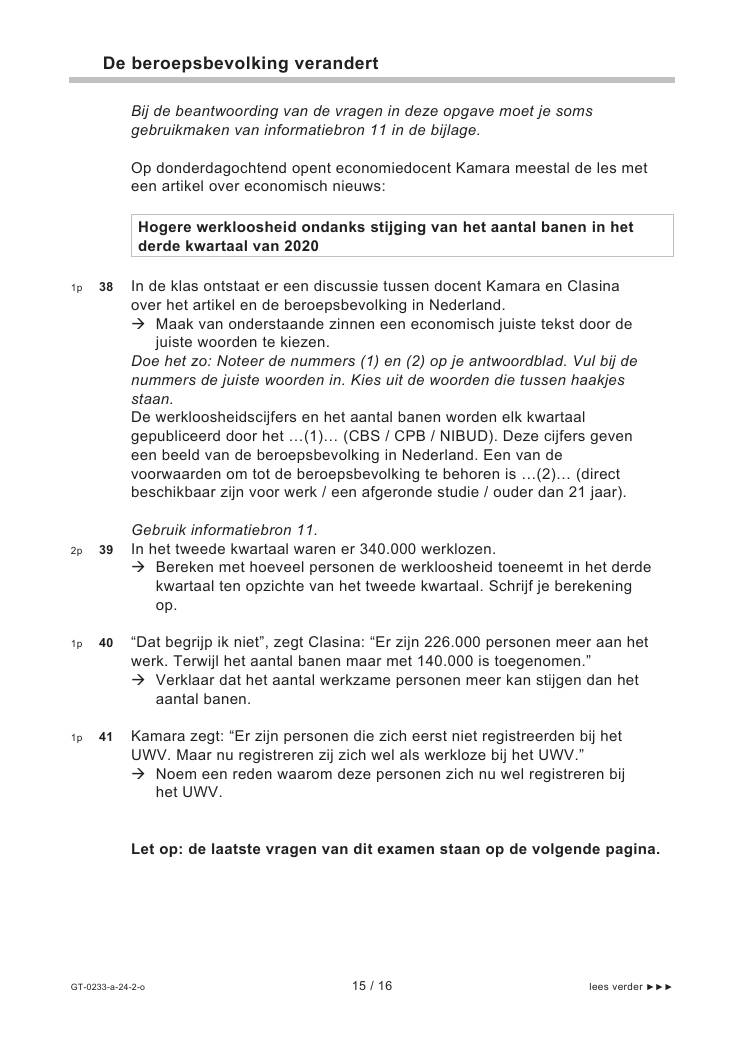 De beroepsbevolking verandert
Bij de beantwoording van de vragen in deze opgave moet je soms
gebruikmaken van informatiebron 11 in de bijlage.
Op donderdagochtend opent economiedocent Kamara meestal de les met
een artikel over economisch nieuws:
Hogere werkloosheid ondanks stijging van het aantal banen in het
derde kwartaal van 2020
1p 38 In de klas ontstaat er een discussie tussen docent Kamara en Clasina
over het artikel en de beroepsbevolking in Nederland.
→ Maak van onderstaande zinnen een economisch juiste tekst door de
juiste woorden te kiezen.
Doe het zo: Noteer de nummers (1) en (2) op je antwoordblad. Vul bij de
nummers de juiste woorden in. Kies uit de woorden die tussen haakjes
staan.
De werkloosheidscijfers en het aantal banen worden elk kwartaal
gepubliceerd door het …(1)… (CBS / CPB / NIBUD). Deze cijfers geven
een beeld van de beroepsbevolking in Nederland. Een van de
voorwaarden om tot de beroepsbevolking te behoren is …(2)… (direct
beschikbaar zijn voor werk / een afgeronde studie / ouder dan 21 jaar).
Gebruik informatiebron 11.
2p 39 In het tweede kwartaal waren er 340.000 werklozen.
→ Bereken met hoeveel personen de werkloosheid toeneemt in het derde
kwartaal ten opzichte van het tweede kwartaal. Schrijf je berekening
op.
1p 40 “Dat begrijp ik niet”, zegt Clasina: “Er zijn 226.000 personen meer aan het
werk. Terwijl het aantal banen maar met 140.000 is toegenomen.”
→ Verklaar dat het aantal werkzame personen meer kan stijgen dan het
aantal banen.
1p 41 Kamara zegt: “Er zijn personen die zich eerst niet registreerden bij het
UWV. Maar nu registreren zij zich wel als werkloze bij het UWV.”
→ Noem een reden waarom deze personen zich nu wel registreren bij
het UWV.
Let op: de laatste vragen van dit examen staan op de volgende pagina.
GT-0233-a-24-2-o 15 / 16 lees verder ►►►